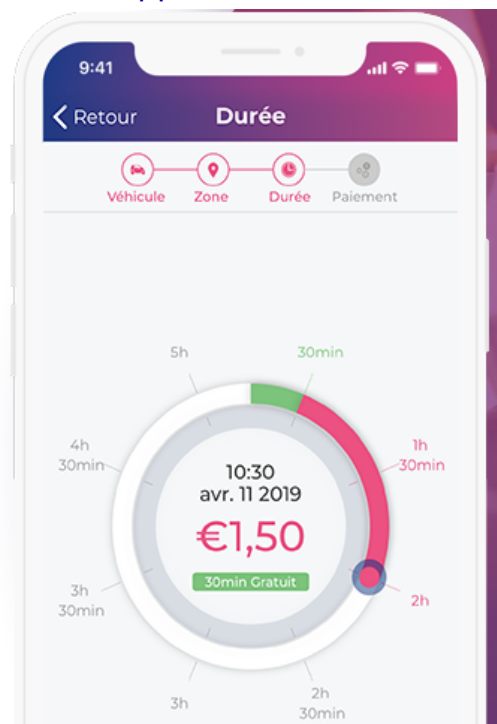 9:41
Retour
Durée
Véhicule Zone Durée Paiement
5h
30min
4h
30min
1h
30min
10:30
avr. 11 2019
€1,50
30min Gratuit
3h
30min
2h
3h
2h
30min